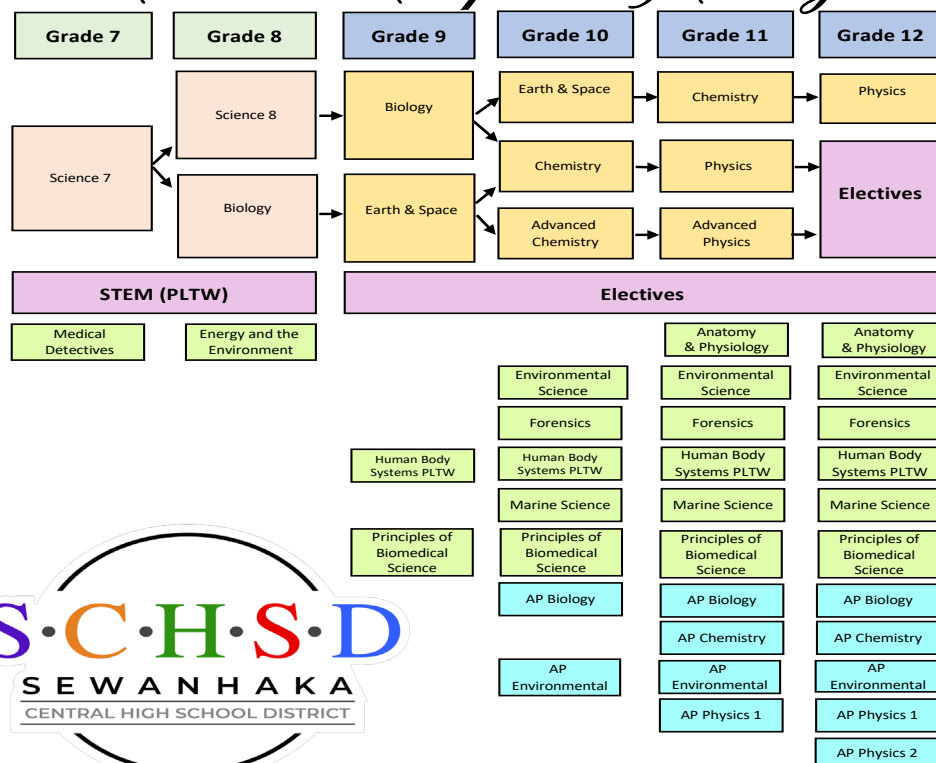 Grade 7
Grade 8
Grade 9
Grade 10
Grade 11
Grade 12
Science 7
Science 8
Biology
Biology
Earth & Space
Earth & Space
Chemistry
Advanced
Chemistry
Chemistry
Physics
Advanced
Physics
Physics
Electives
STEM (PLTW)
Electives
Medical
Detectives
Energy and the
Environment
Anatomy
& Physiology
Anatomy
& Physiology
Environmental
Science
Environmental
Science
Environmental
Science
Forensics
Forensics
Forensics
Human Body
Systems PLTW
Human Body
Systems PLTW
Human Body
Systems PLTW
Human Body
Systems PLTW
Marine Science
Marine Science
Marine Science
Principles of
Biomedical
Science
Principles of
Biomedical
Science
Principles of
Biomedical
Science
Principles of
Biomedical
Science
AP Biology
AP Biology
AP Biology
AP Chemistry
AP Chemistry
AP
Environmental
AP
Environmental
AP
Environmental
AP Physics 1
AP Physics 1
AP Physics 2
S·C·H·S·D
SEWANHAKA
CENTRAL HIGH SCHOOL DISTRICT